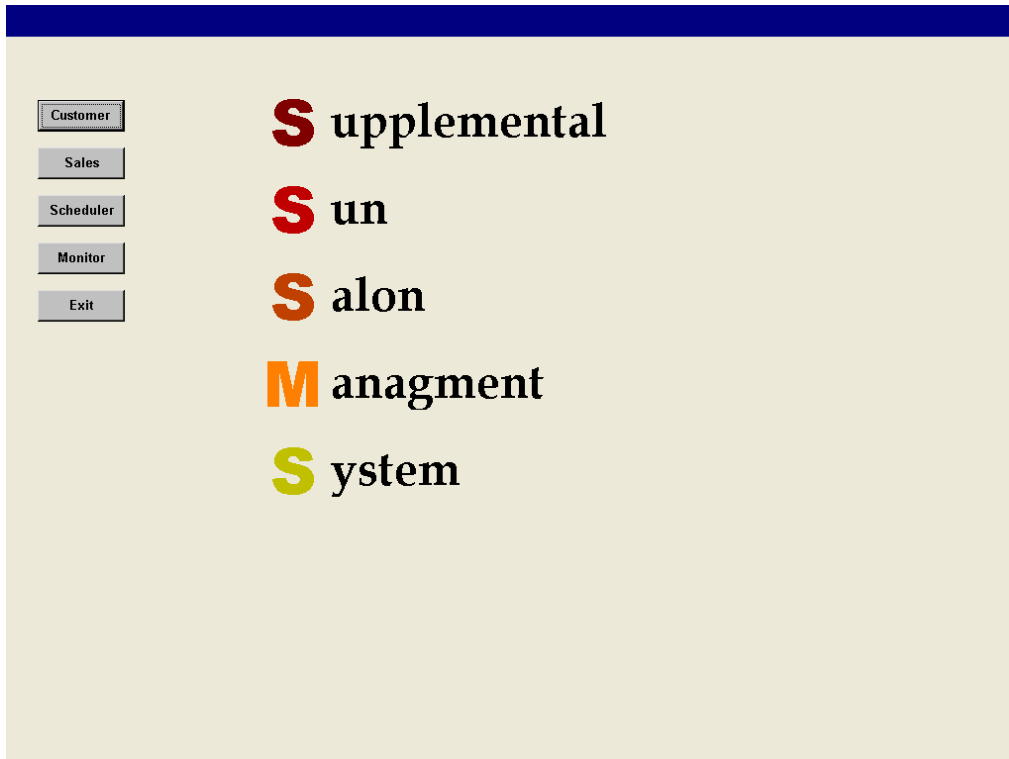 Customer
Sales
Scheduler
Monitor
Exit
Supplemental
Sun
Salon
Managment
System